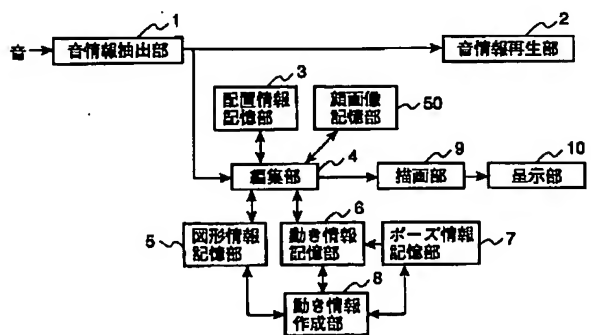 1
2
音
音情報抽出部
音情報再生部
3
配置情報
記憶部
顔画像
記憶部
50
4
編集部
9
描画部
10
呈示部
5
図形情報
記憶部
6
動き情報
記憶部
ポーズ情報
記憶部
7
8
動き情報
作成部